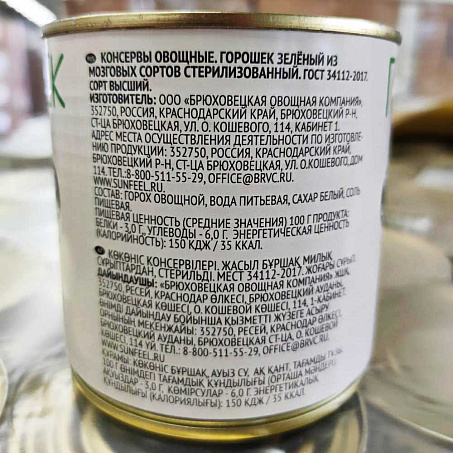 К
Г
КОНСЕРВЫ ОВОЩНЫЕ. ГОРОШЕК ЗЕЛЁНЫЙ ИЗ
МОЗГОВЫХ СОРТОВ СТЕРИЛИЗОВАННЫЙ. ГОСТ 34112-2017.
СОРТ ВЫСШИЙ.
ИЗГОТОВИТЕЛЬ: ООО «БРЮХОВЕЦКАЯ ОВОЩНАЯ КОМПАНИЯ»,
352750, РОССИЯ, КРАСНОДАРСКИЙ КРАЙ, БРЮХОВЕЦКИЙ Р-Н,
СТ-ЦА БРЮХОВЕЦКАЯ, УЛ. О. КОШЕВОГО, 114, КАБИНЕТ 1.
АДРЕС МЕСТА ОСУЩЕСТВЛЕНИЯ ДЕЯТЕЛЬНОСТИ ПО ИЗГОТОВЛЕ-
НИЮ ПРОДУКЦИИ: 352750, РОССИЯ, КРАСНОДАРСКИЙ КРАЙ,
БРЮХОВЕЦКИЙ Р-Н, СТ-ЦА БРЮХОВЕЦКАЯ, УЛ. О.КОШЕВОГО, ДОМ
114. ТЕЛ.: 8-800-511-55-29, OFFICE@BRVC.RU.
WWW.SUNFEEL.RU
СОСТАВ: ГОРОХ ОВОЩНОЙ, ВОДА ПИТЬЕВАЯ, САХАР БЕЛЫЙ, СОЛЬ
ПИЩЕВАЯ.
ПИЩЕВАЯ ЦЕННОСТЬ (СРЕДНИЕ ЗНАЧЕНИЯ) 100 Г ПРОДУКТА:
БЕЛКИ - 3,0 Г, УГЛЕВОДЫ - 6,0 Г. ЭНЕРГЕТИЧЕСКАЯ ЦЕННОСТЬ
(КАЛОРИЙНОСТЬ): 150 КДЖ / 35 ККАЛ.
КӨКӨНІС КОНСЕРВІЛЕРІ. ЖАСЫЛ БҰРШАҚ МИЛЫҚ
СҰРЫПТАРДАН, СТЕРИЛЬДІ. МЕСТ 34112-2017. ЖОҒАРЫ СҰРЫП.
ДАЙЫНДАУШЫ: «БРЮХОВЕЦКАЯ ОВОЩНАЯ КОМПАНИЯ» ЖШҚ,
352750, РЕСЕЙ, КРАСНОДАР ӨЛКЕСІ, БРЮХОВЕЦКИЙ АУДАНЫ,
БРЮХОВЕЦКАЯ КӨШЕСІ, О. КОШЕВОЙ КӨШЕСІ, 114, 1-КАБИНЕТ.
ӨНІМДІ ДАЙЫНДАУ БОЙЫНША ҚЫЗМЕТТІ ЖҮЗЕГЕ АСЫРУ
ОРНЫНЫҢ МЕКЕНЖАЙЫ: 352750, РЕСЕЙ, КРАСНОДАР ӨЛКЕСІ,
БРЮХОВЕЦКИЙ АУДАНЫ, БРЮХОВЕЦКАЯ СТ-ЦА, О. КОШЕВОЙ
КӨШЕСІ, 114 ҮЙ. ТЕЛ.: 8-800-511-55-29, OFFICE@BRVC.RU.
WWW.SUNFEEL.RU
ҚҰРАМЫ: КӨКӨНІС БҰРШАҚ, АУЫЗ СУ, АҚ ҚАНТ, ТАҒАМДЫ ТҰЗ.
100 Г ӨНІМДЕГІ ТАҒАМДЫҚ ҚҰНДЫЛЫҒЫ (ОРТАША МӘНДЕРІ):
АҚУЫЗДАР - 3,0 Г, КӨМІРСУЛАР - 6,0 Г. ЭНЕРГЕТИКАЛЫҚ
ҚҰНДЫЛЫҒЫ (КАЛОРИЯЛЫҒЫ): 150 КДЖ / 35 ККАЛ.